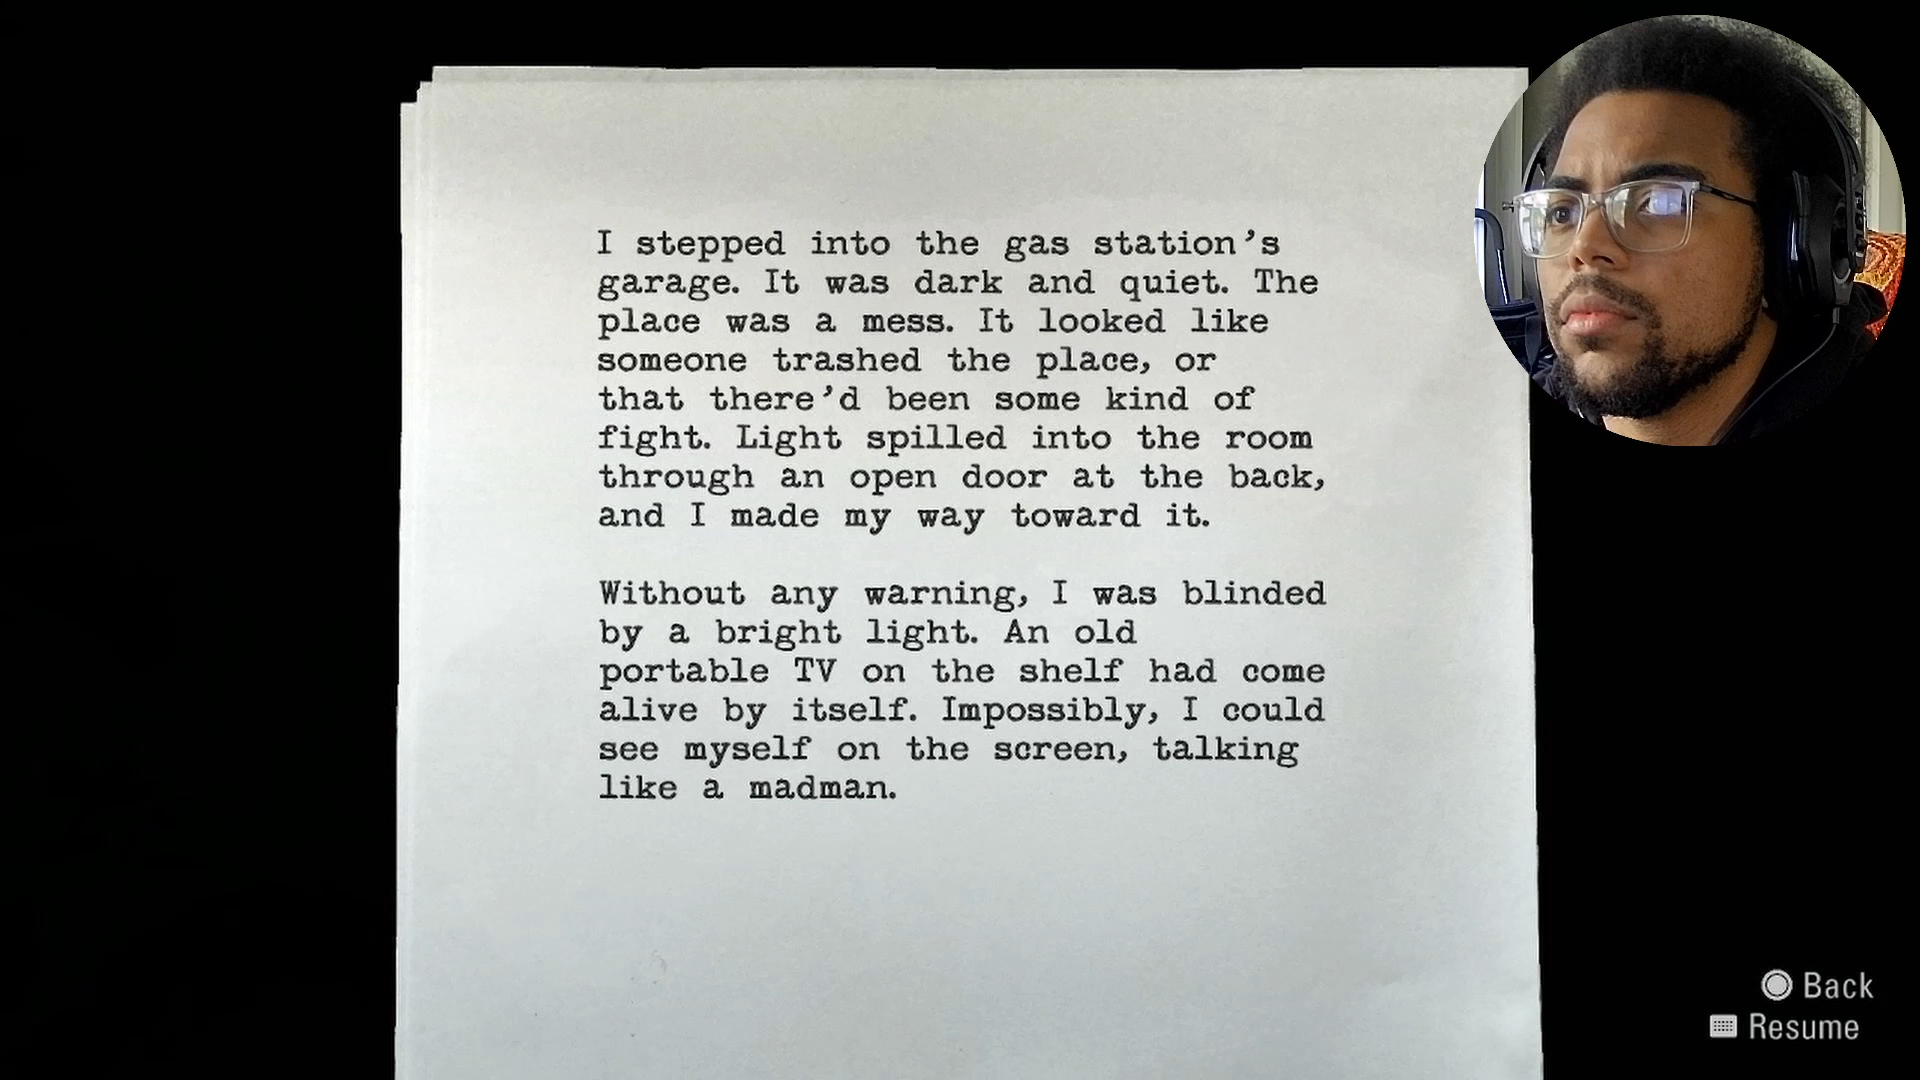 I stepped into the gas station’s
garage. It was dark and quiet. The
place was a mess. It looked like
someone trashed the place, or
that there’d been some kind of
fight. Light spilled into the room
through an open door at the back,
and I made my way toward it.
Without any warning, I was blinded
by a bright light. An old
portable TV on the shelf had come
alive by itself. Impossibly, I could
see myself on the screen, talking
like a madman.
Back
Resume